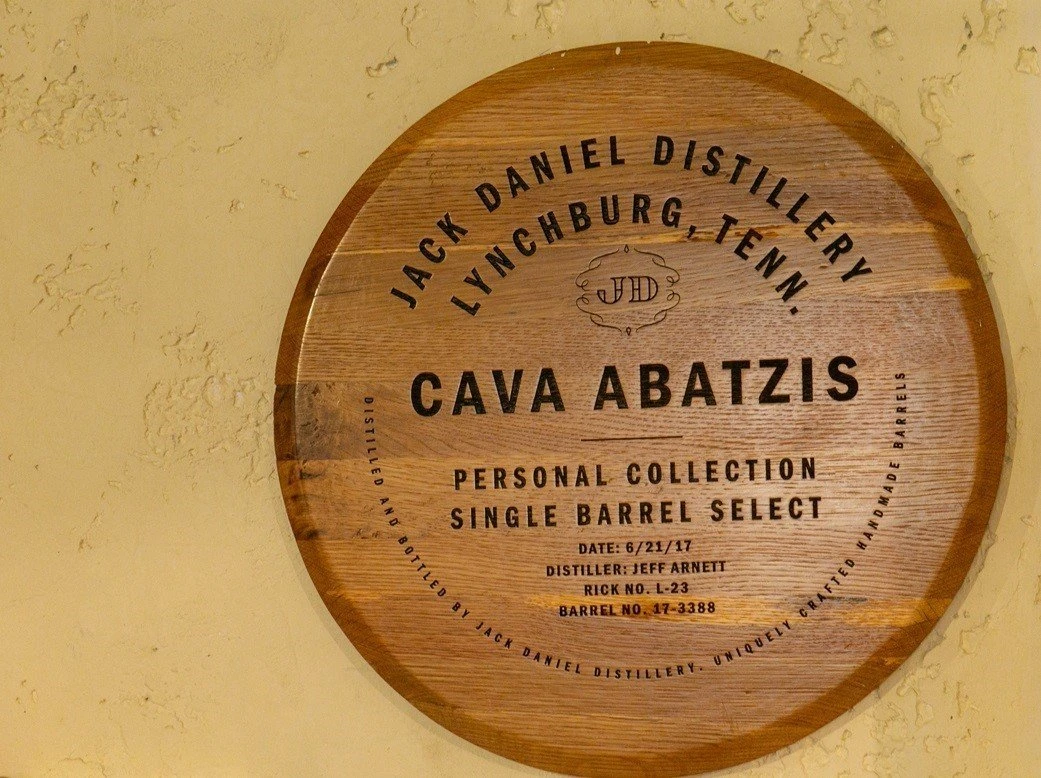 JACK DANIEL DISTILLERY
LYNCHBURG, TENN.
JD
CAVA ABATZIS
PERSONAL COLLECTION
SINGLE BARREL SELECT
DATE: 6/21/17
DISTILLER: JEFF ARNETT
RICK NO. L-23
BARREL NO. 17-3388
DISTILLED AND BOTTLED BY JACK DANIEL DISTILLERY. UNIQUELY CRAFTED HANDMADE BARRELS